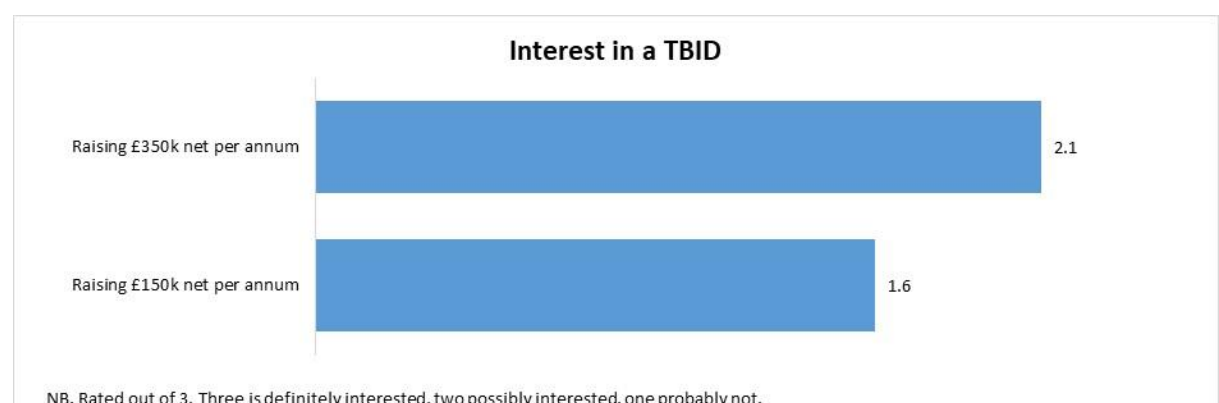 Interest in a TBID
Raising £350k net per annum
2.1
Raising £150k net per annum
1.6
NB. Rated out of 3. Three is definitely interested, two possibly interested, one probably not.